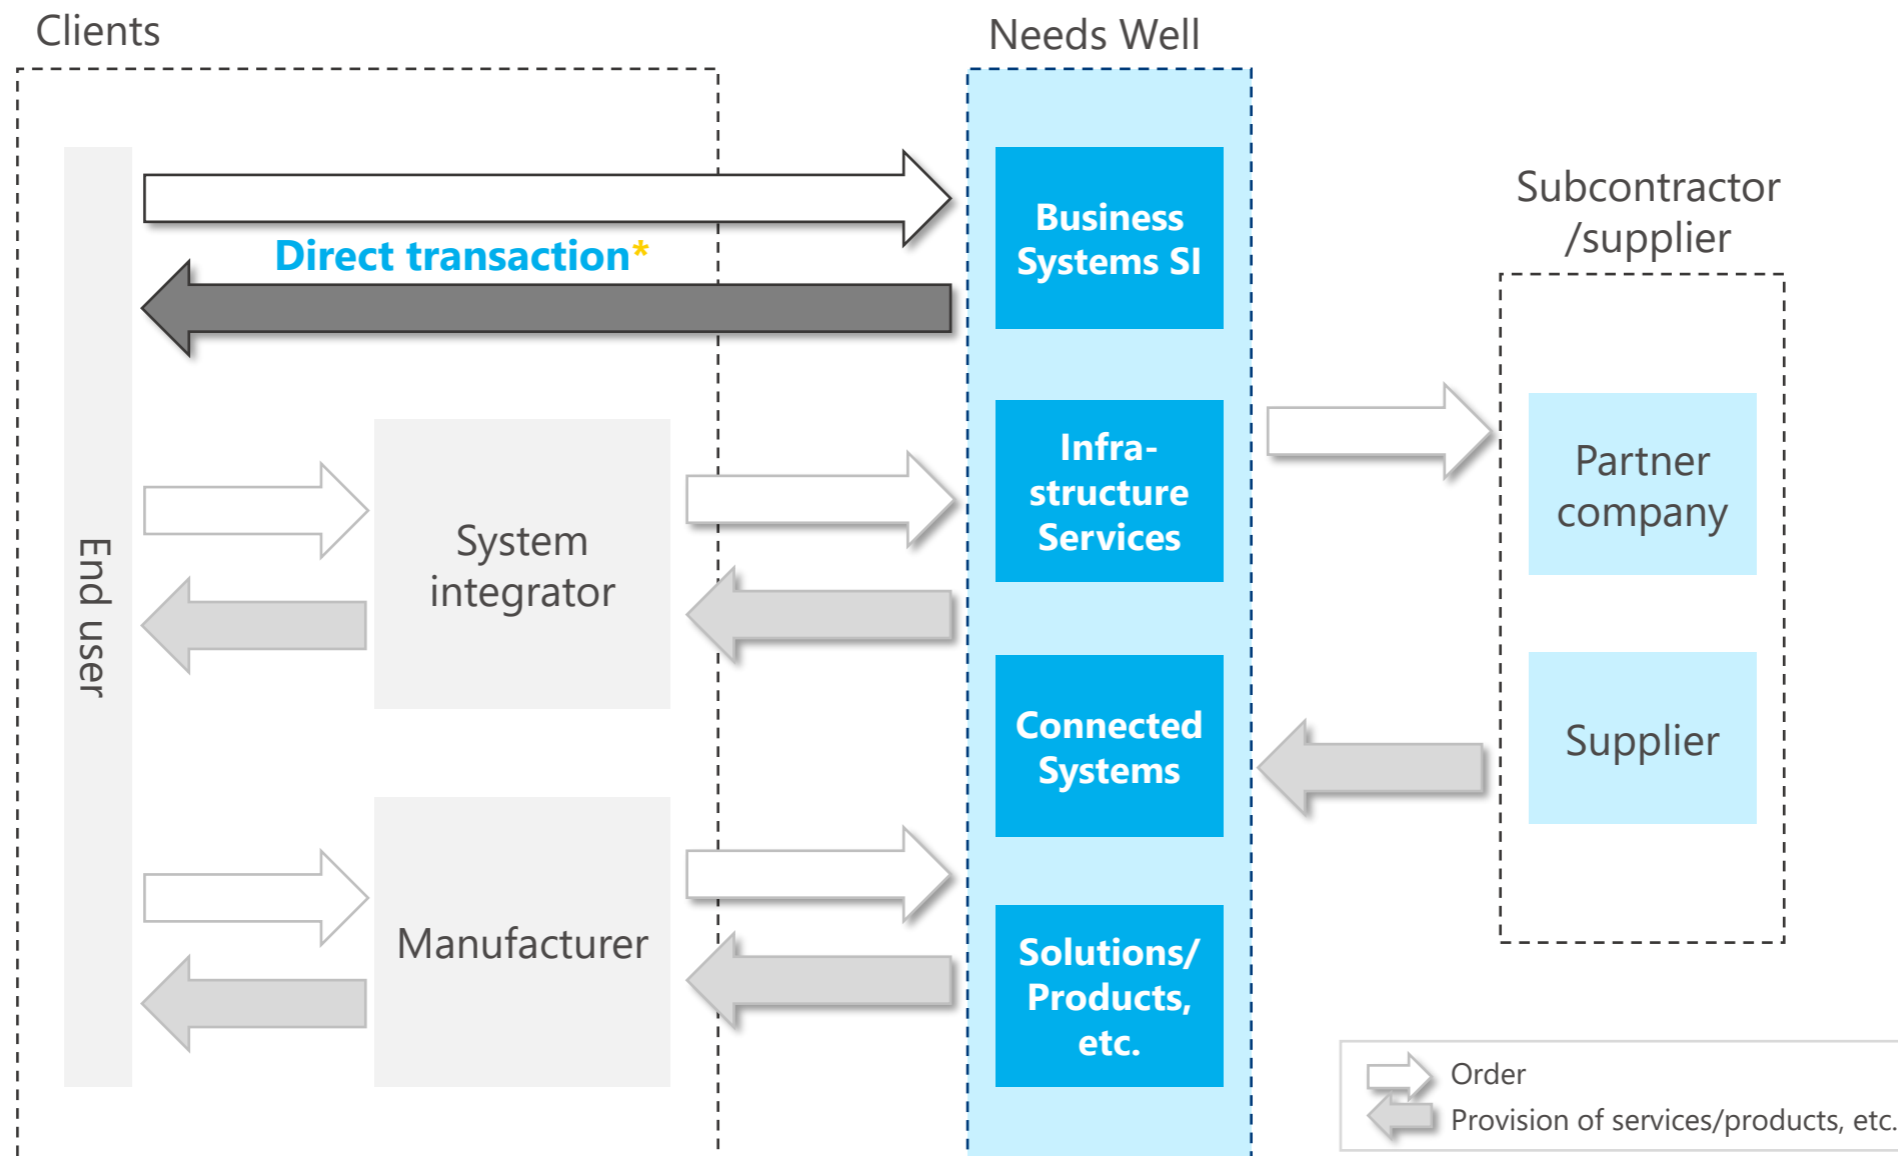 Clients
Needs Well
Subcontractor
/supplier
Direct transaction*
Business
Systems SI
Infra-
structure
Services
Connected
Systems
Solutions/
Products,
etc.
End user
System
integrator
Manufacturer
Partner
company
Supplier
Order
Provision of services/products, etc.